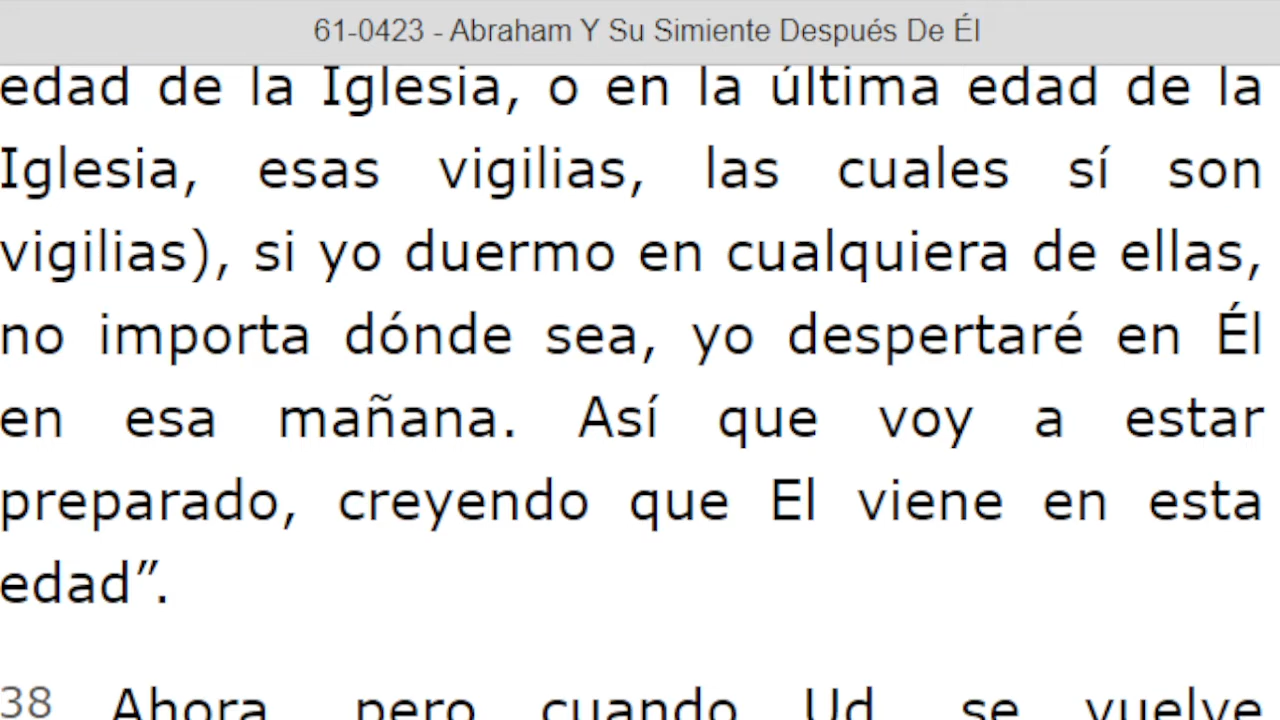 61-0423 - Abraham Y Su Simiente Después De Él
edad de la Iglesia, o en la última edad de la
Iglesia, esas vigilias, las cuales sí son
vigilias), si yo duermo en cualquiera de ellas,
no importa dónde sea, yo despertaré en Él
en esa mañana. Así que voy a estar
preparado, creyendo que El viene en esta
edad”.
38 Ahora, pero cuando Ud. se vuelve